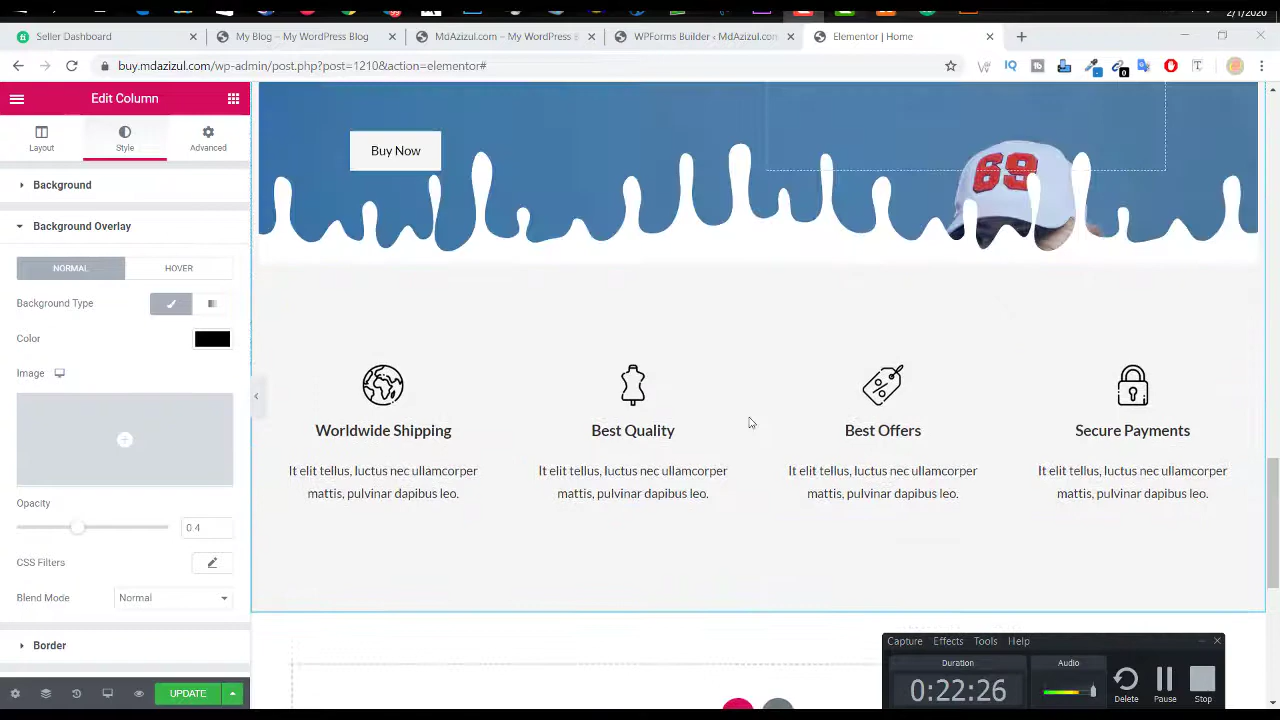 2/1/2020
Seller Dashboard
My Blog – My WordPress Blog
MdAzizul.com – My WordPress B
WPForms Builder ‹ MdAzizul.com
Elementor | Home
buy.mdazizul.com/wp-admin/post.php?post=1210&action=elementor#
Edit Column
Layout
Style
Advanced
Background
Background Overlay
NORMAL
HOVER
Background Type
Color
Image
Opacity
0.4
CSS Filters
Blend Mode
Normal
Border
UPDATE
Buy Now
69
Worldwide Shipping
Best Quality
Best Offers
Secure Payments
It elit tellus, luctus nec ullamcorper
mattis, pulvinar dapibus leo.
It elit tellus, luctus nec ullamcorper
mattis, pulvinar dapibus leo.
It elit tellus, luctus nec ullamcorper
mattis, pulvinar dapibus leo.
It elit tellus, luctus nec ullamcorper
mattis, pulvinar dapibus leo.
Capture Effects Tools Help
Duration
0:22:26
Audio
Delete
Pause
Stop